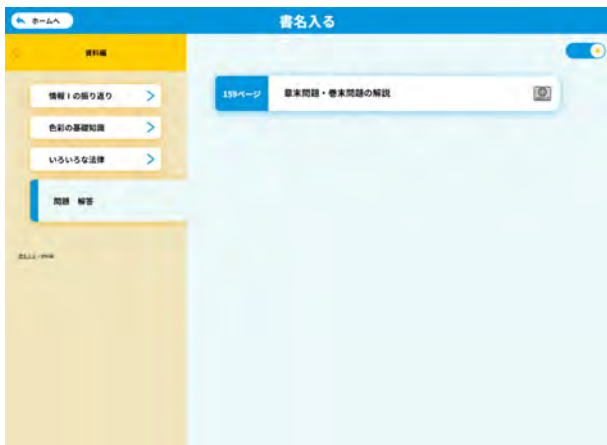 ホームへ
書名入る
資料編
情報Ⅰの振り返り
色彩の基礎知識
いろいろな法律
問題 解答
159ページ
章末問題・巻末問題の解説